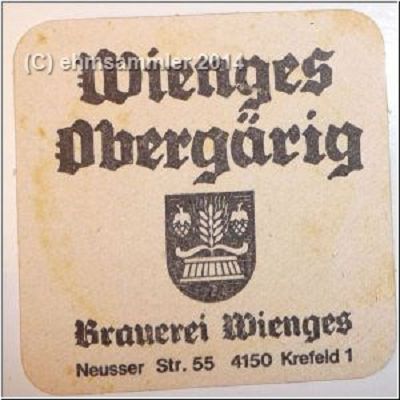 (C) ehmsammler 2014
Wienges
Obergärig
Brauerei Wienges
Neusser Str. 55 4150 Krefeld 1